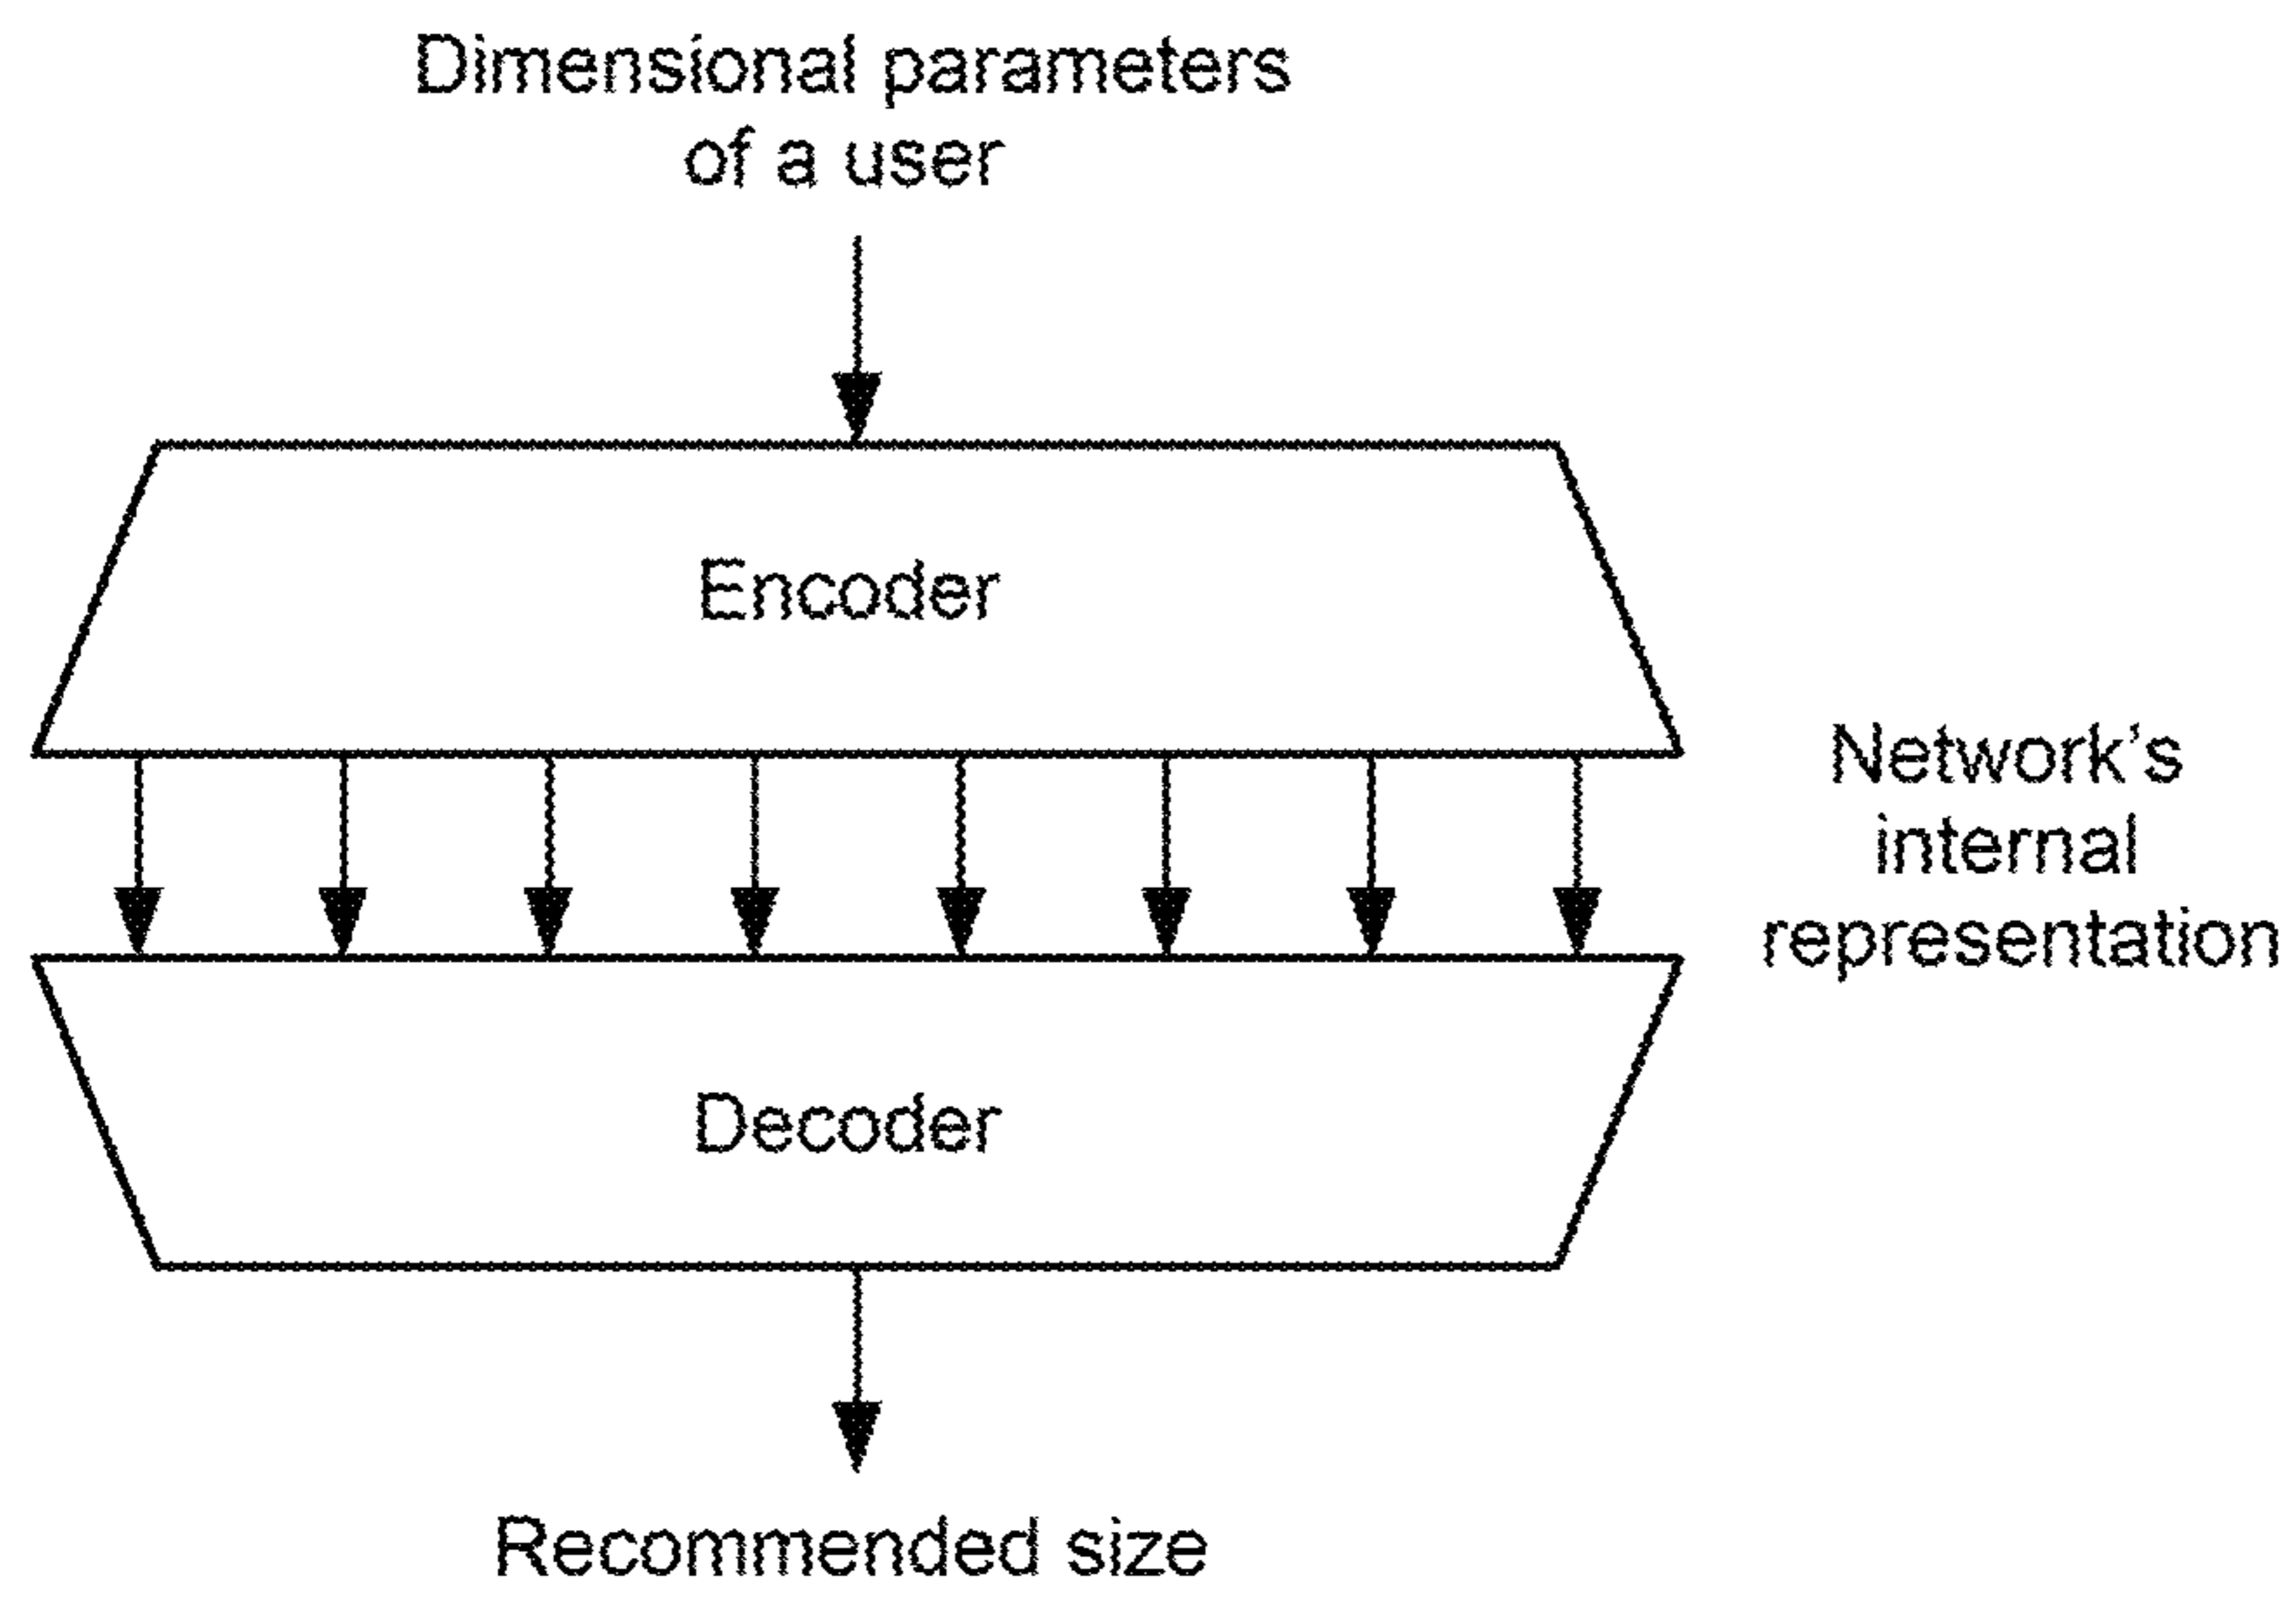 Dimensional parameters
of a user
Encoder
Network's
internal
representation
Decoder
Recommended size